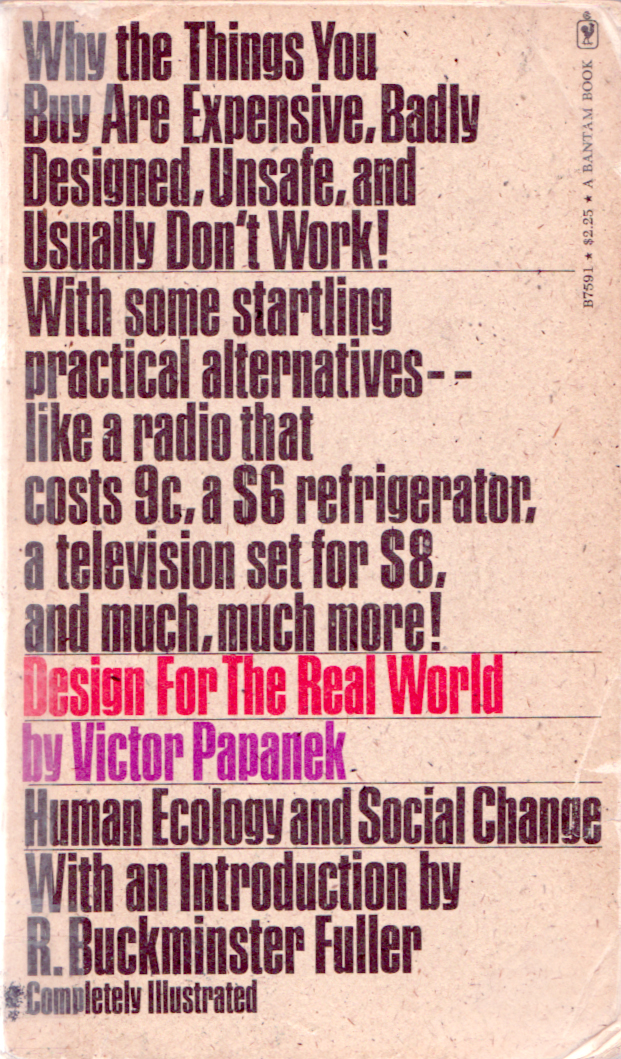 Why the Things You
Buy Are Expensive, Badly
Designed, Unsafe, and
Usually Don't Work!
With some startling
practical alternatives--
like a radio that
costs 9c, a $6 refrigerator,
a television set for $8,
and much, much more!
Design For The Real World
by Victor Papanek
Human Ecology and Social Change
With an Introduction by
R. Buckminster Fuller
Completely Illustrated
B7591 ★ $2.25 ★ A BANTAM BOOK